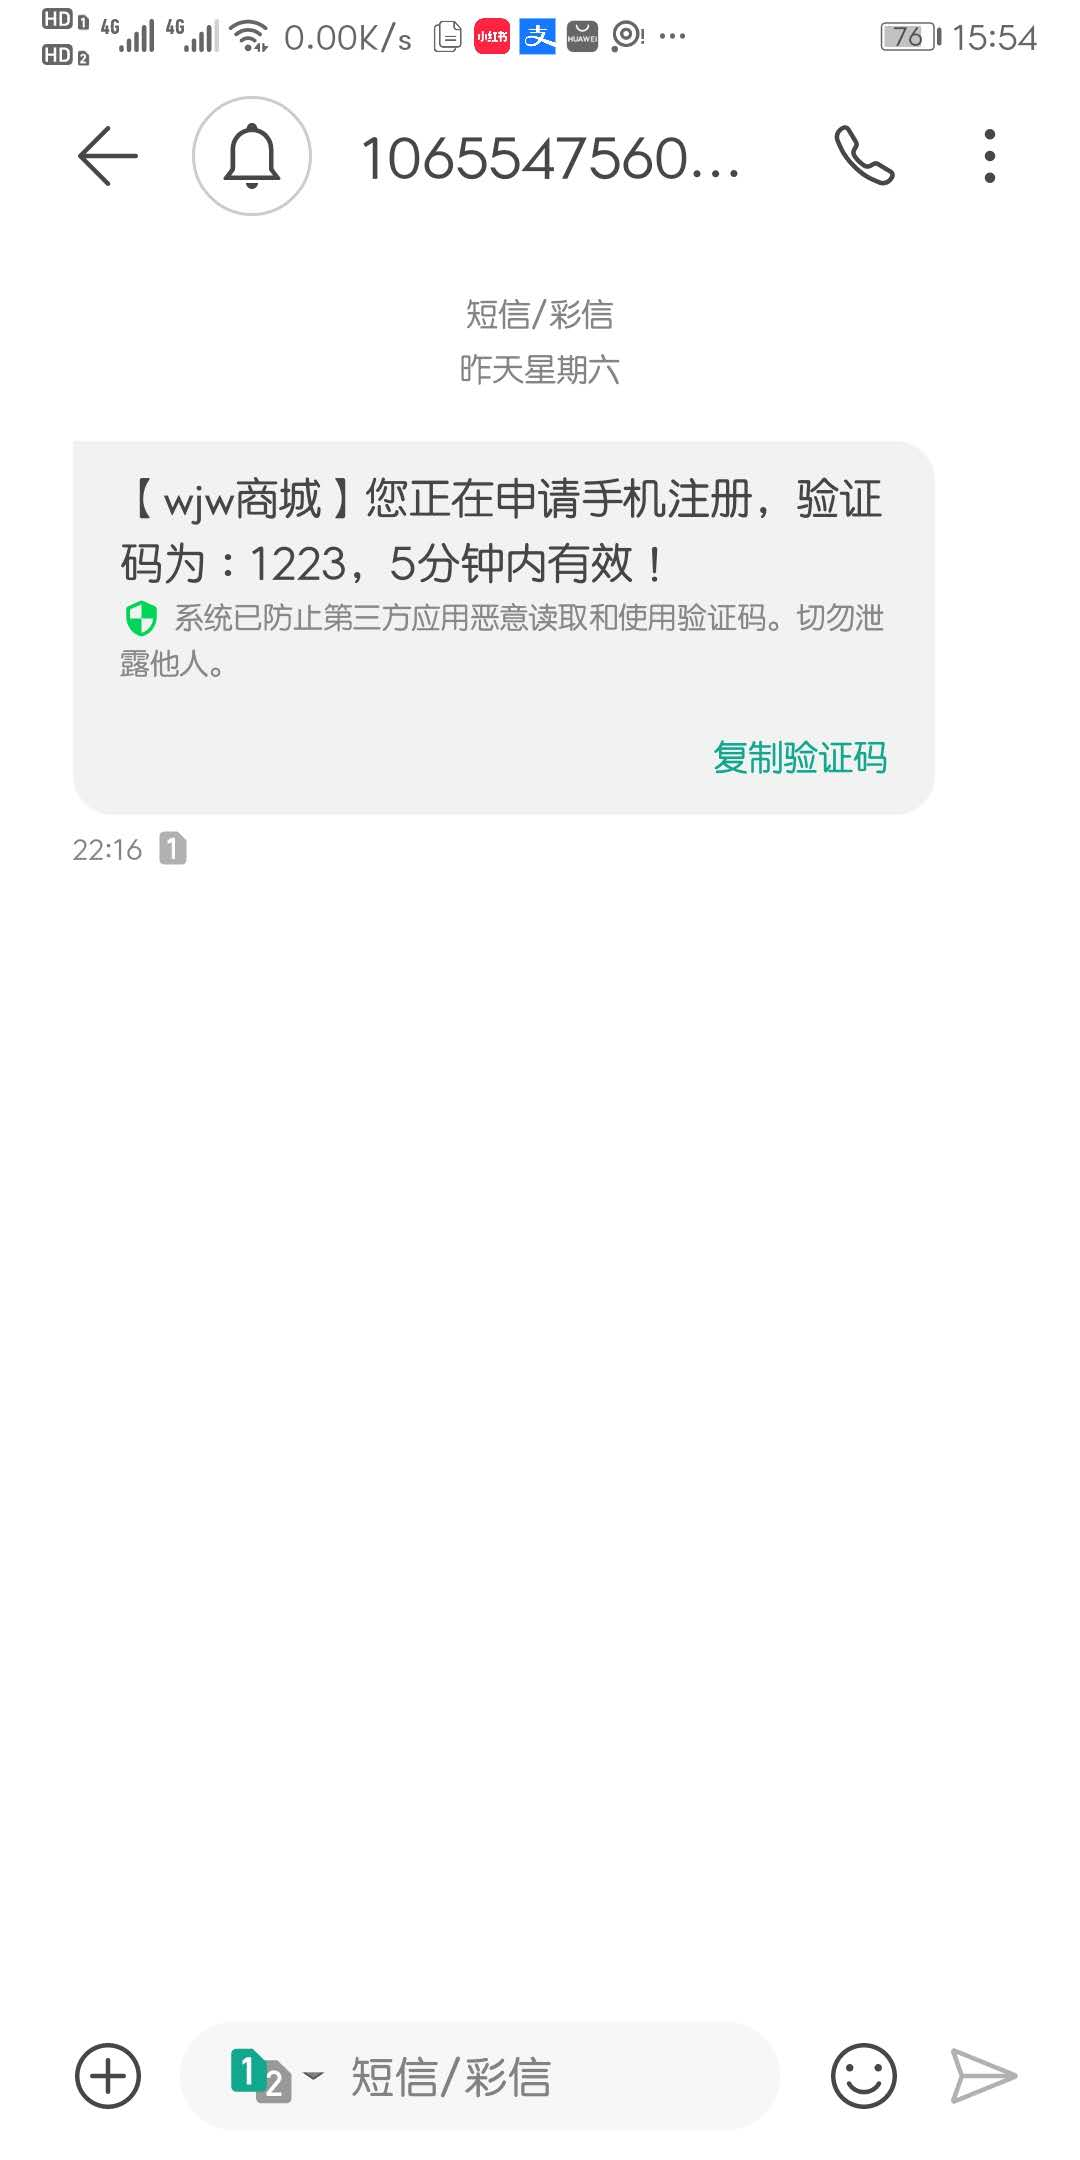 HD 1 4G 4G 0.00K/s 小红书 支 HUAWEI 76 15:54
HD 2
1065547560...
短信/彩信
昨天星期六
【wjw商城】您正在申请手机注册，验证
码为：1223，5分钟内有效！
系统已防止第三方应用恶意读取和使用验证码。切勿泄
露他人。
复制验证码
22:16 1
1 2 短信/彩信